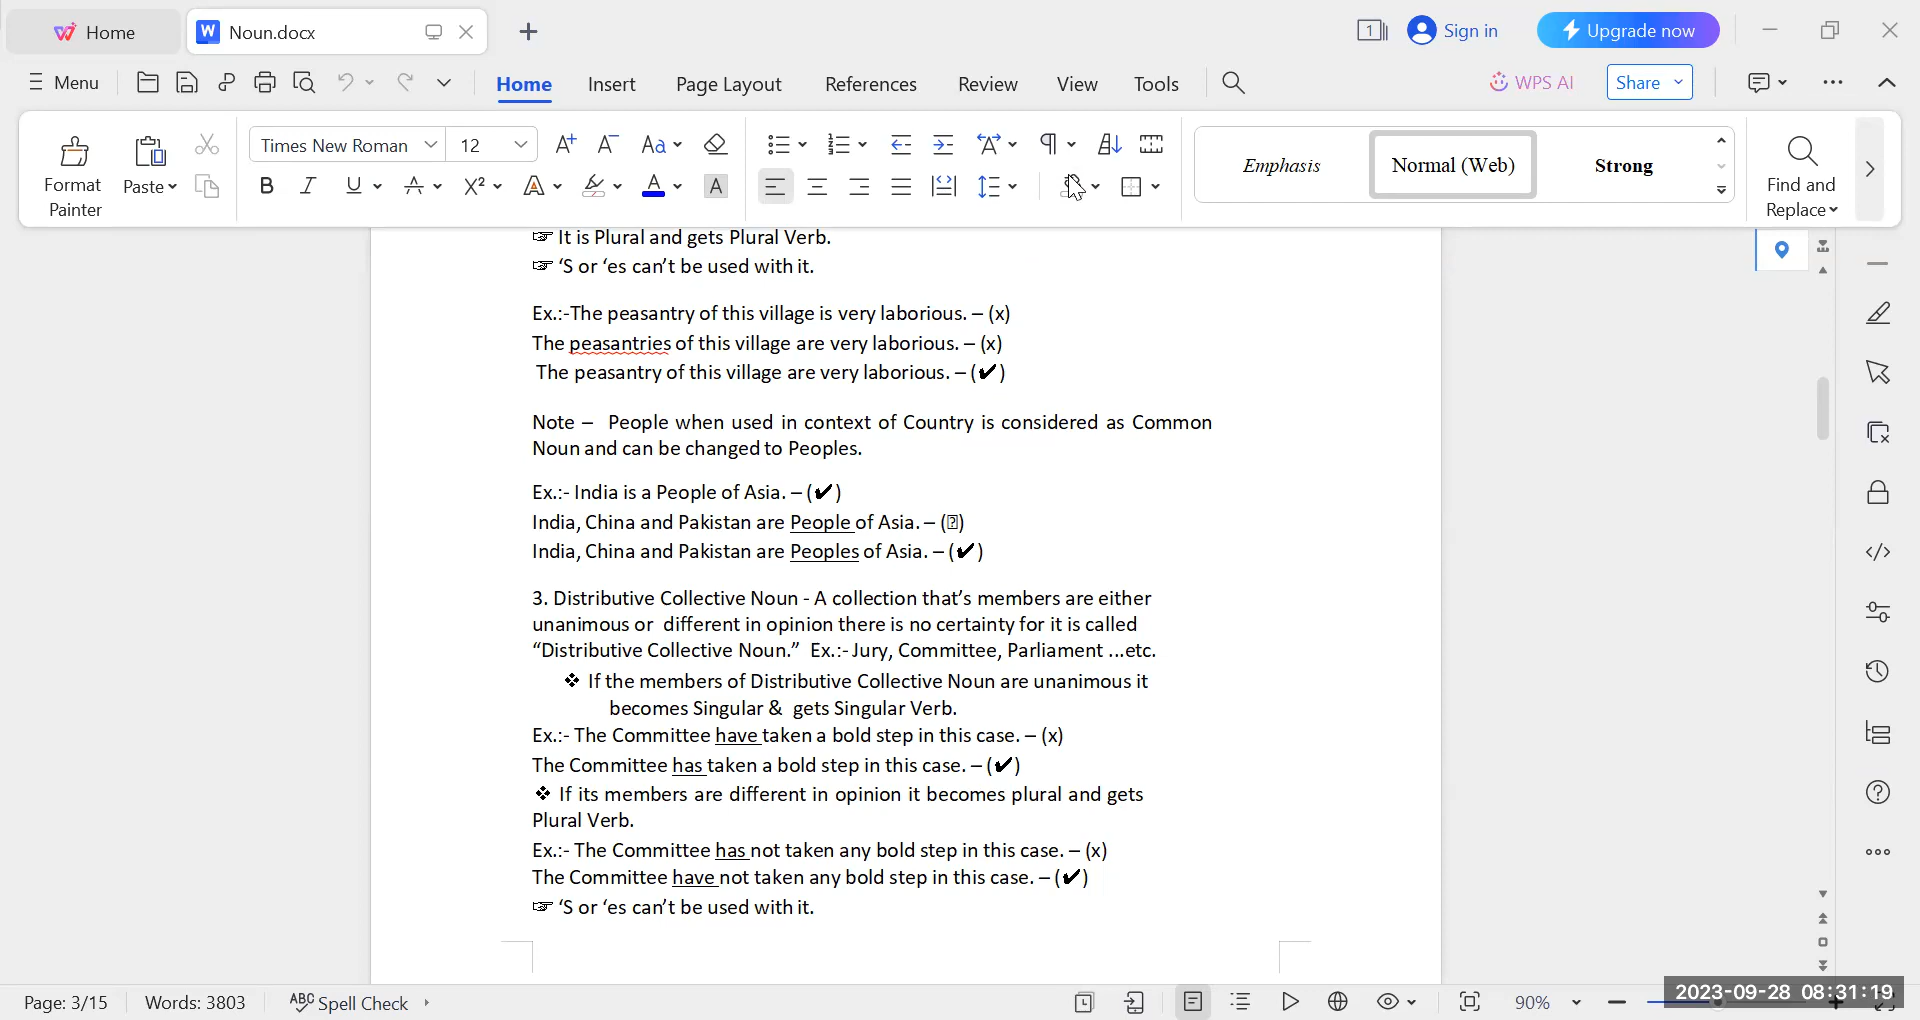 Home
Noun.docx
Sign in
Upgrade now
Menu
Home
Insert
Page Layout
References
Review
View
Tools
WPS AI
Share
Format
Painter
Paste
Times New Roman
12
Emphasis
Normal (Web)
Strong
Find and
Replace
☞ It is Plural and gets Plural Verb.
☞ ‘S or ‘es can’t be used with it.
Ex.:-The peasantry of this village is very laborious. – (x)
The peasantries of this village are very laborious. – (x)
The peasantry of this village are very laborious. – (✔)
Note – People when used in context of Country is considered as Common
Noun and can be changed to Peoples.
Ex.:- India is a People of Asia. – (✔)
India, China and Pakistan are People of Asia. – (⍰)
India, China and Pakistan are Peoples of Asia. – (✔)
3. Distributive Collective Noun - A collection that’s members are either
unanimous or different in opinion there is no certainty for it is called
“Distributive Collective Noun.” Ex.:- Jury, Committee, Parliament ...etc.
❖ If the members of Distributive Collective Noun are unanimous it
becomes Singular & gets Singular Verb.
Ex.:- The Committee have taken a bold step in this case. – (x)
The Committee has taken a bold step in this case. – (✔)
❖ If its members are different in opinion it becomes plural and gets
Plural Verb.
Ex.:- The Committee has not taken any bold step in this case. – (x)
The Committee have not taken any bold step in this case. – (✔)
☞ ‘S or ‘es can’t be used with it.
Page: 3/15
Words: 3803
Spell Check
90%
2023-09-28 08:31:19